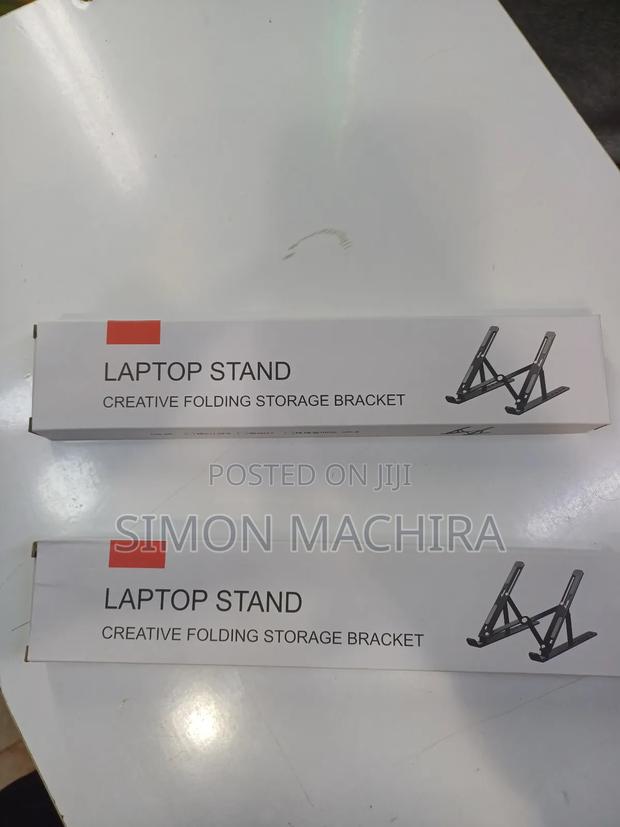 LAPTOP STAND
CREATIVE FOLDING STORAGE BRACKET
POSTED ON JIJI
SIMON MACHIRA
LAPTOP STAND
CREATIVE FOLDING STORAGE BRACKET